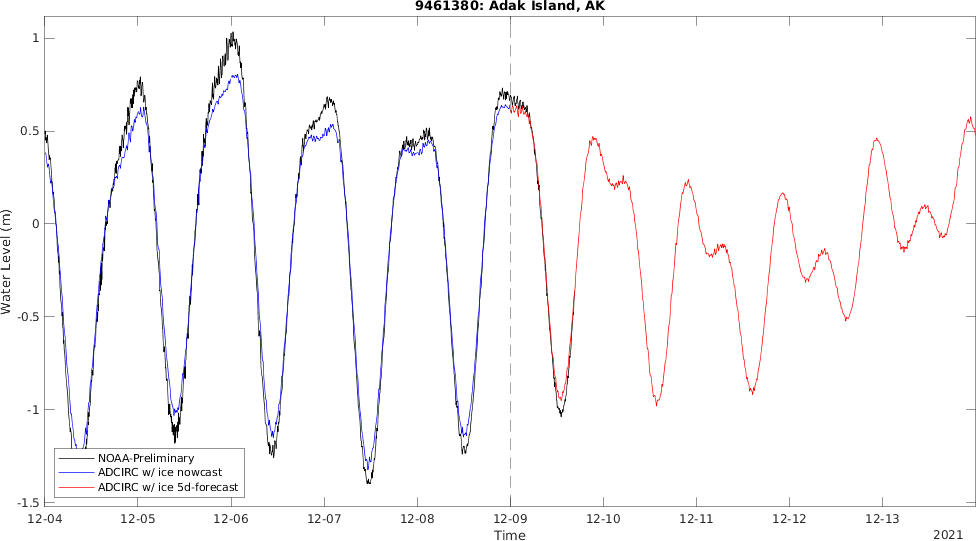 9461380: Adak Island, AK
1
0.5
0
-0.5
-1
-1.5
Water Level (m)
NOAA-Preliminary
ADCIRC w/ ice nowcast
ADCIRC w/ ice 5d-forecast
12-04 12-05 12-06 12-07 12-08 12-09 12-10 12-11 12-12 12-13
Time
2021